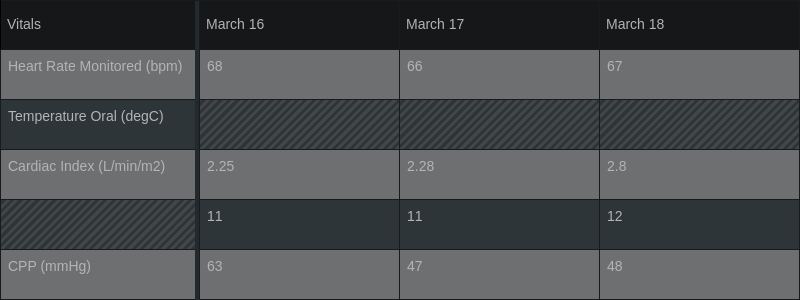 Vitals March 16 March 17 March 18
Heart Rate Monitored (bpm) 68 66 67
Temperature Oral (degC)
Cardiac Index (L/min/m2) 2.25 2.28 2.8
11 11 12
CPP (mmHg) 63 47 48